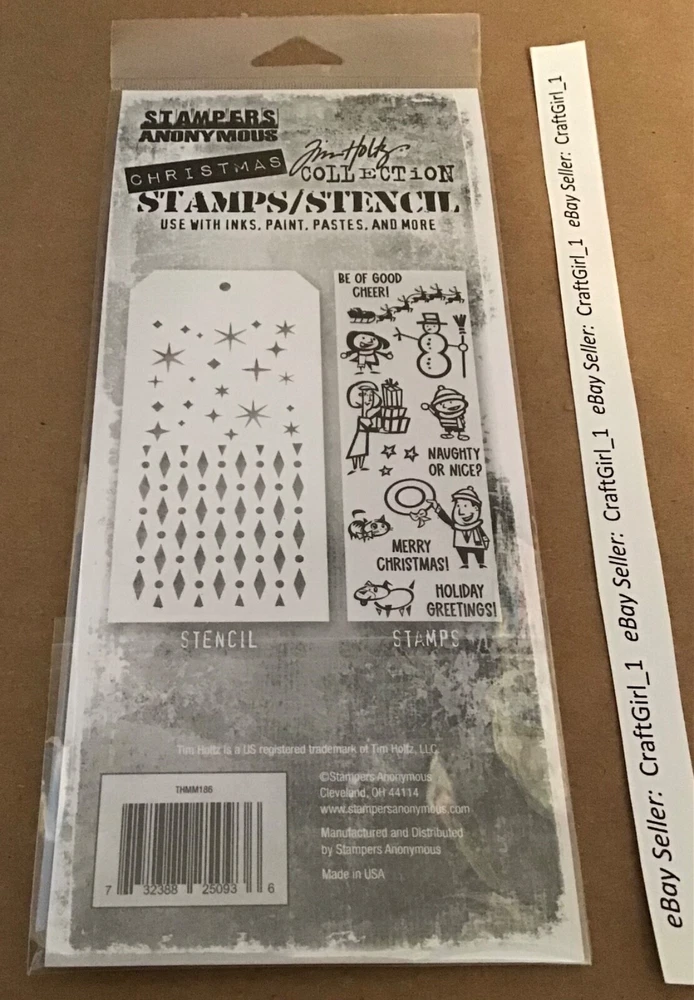 STAMPERS
ANONYMOUS
CHRISTMAS
Tim Holtz
COLLECTION
STAMPS/STENCIL
USE WITH INKS, PAINT, PASTES, AND MORE
BE OF GOOD
CHEER!
NAUGHTY
OR NICE?
MERRY
CHRISTMAS!
HOLIDAY
GREETINGS!
STENCIL
STAMPS
Tim Holtz is a US registered trademark of Tim Holtz, LLC.
THMM186
7 32388 25093 6
©Stampers Anonymous
Cleveland, OH 44114
www.stampersanonymous.com
Manufactured and Distributed
by Stampers Anonymous
Made in USA
eBay Seller: CraftGirl_1 eBay Seller: CraftGirl_1 eBay Seller: CraftGirl_1 eBay Seller: CraftGirl_1